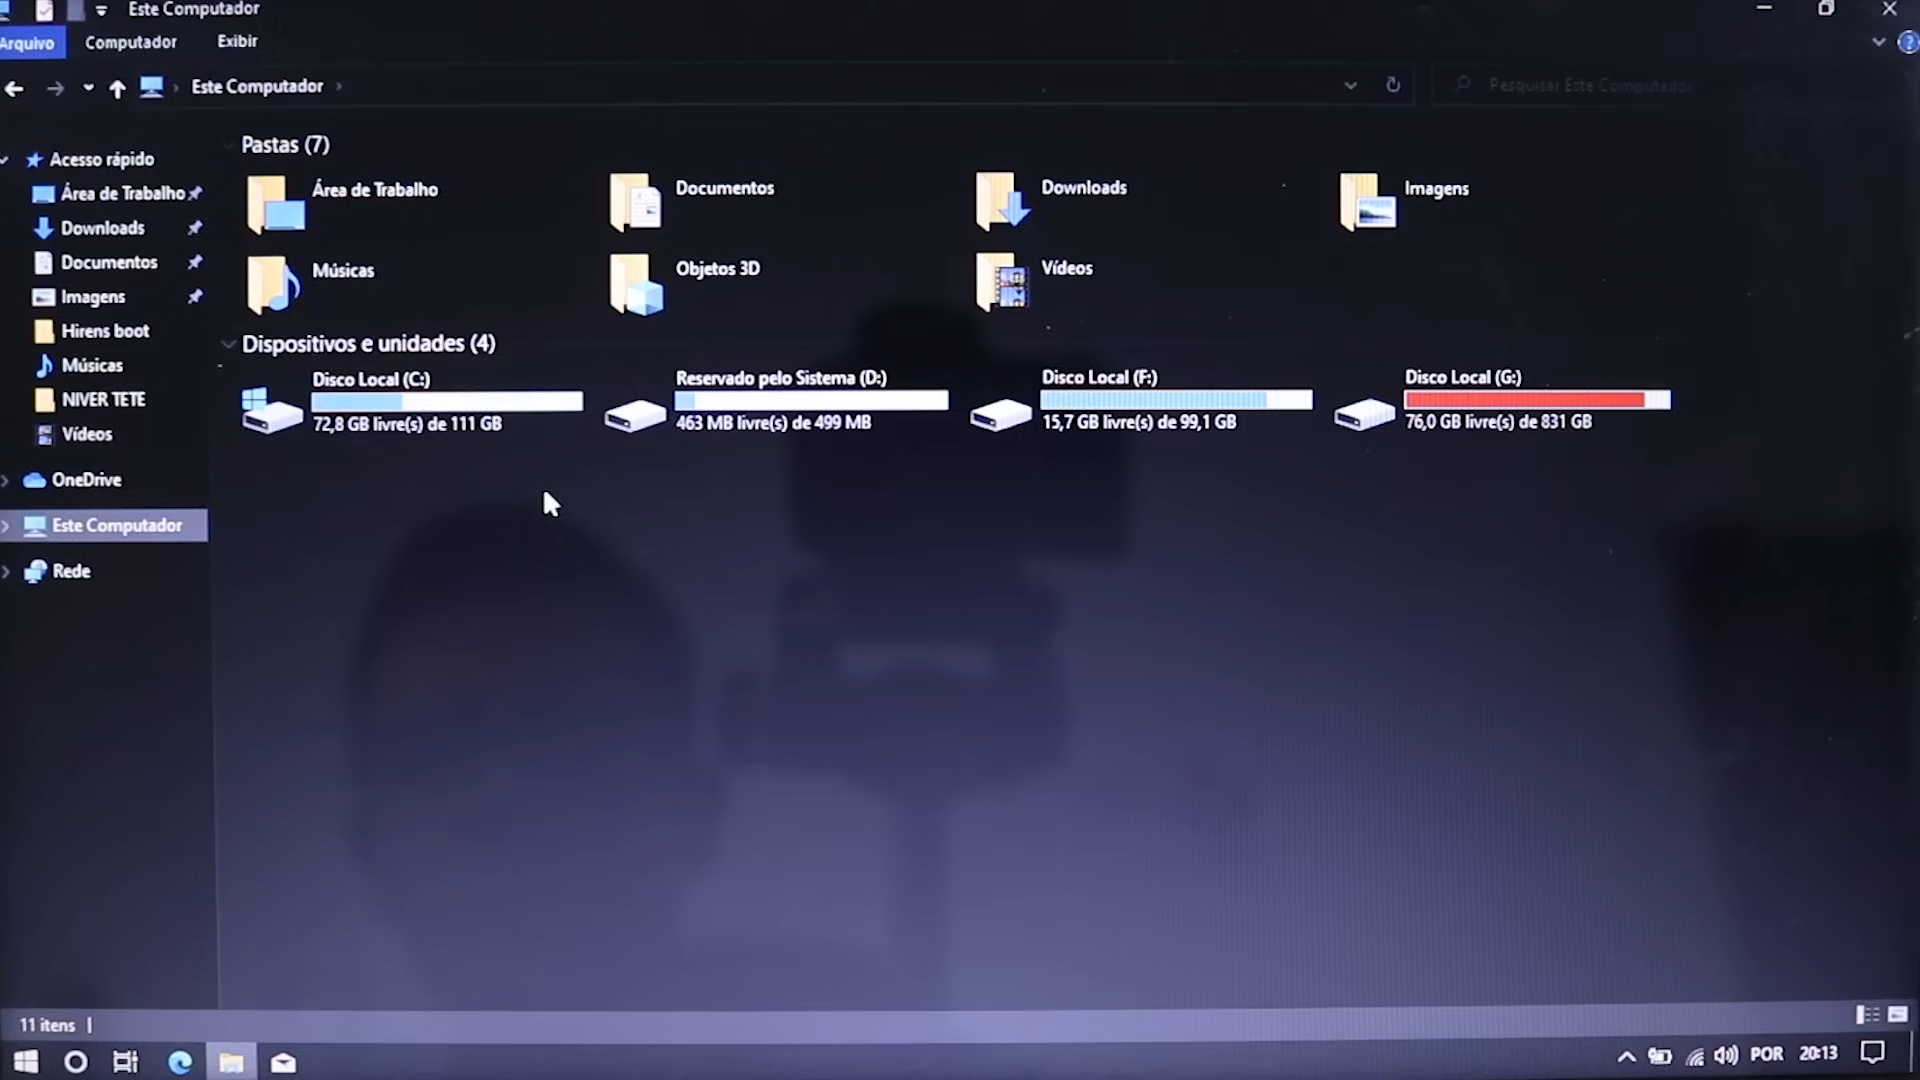 Este Computador
Arquivo
Computador
Exibir
Este Computador
Pesquisar Este Computador
Acesso rápido
Área de Trabalho
Downloads
Documentos
Imagens
Hirens boot
Músicas
NIVER TETE
Vídeos
OneDrive
Este Computador
Rede
Pastas (7)
Área de Trabalho
Documentos
Downloads
Imagens
Músicas
Objetos 3D
Vídeos
Dispositivos e unidades (4)
Disco Local (C:)
72,8 GB livre(s) de 111 GB
Reservado pelo Sistema (D:)
463 MB livre(s) de 499 MB
Disco Local (F:)
15,7 GB livre(s) de 99,1 GB
Disco Local (G:)
76,0 GB livre(s) de 831 GB
11 itens
POR
20:13